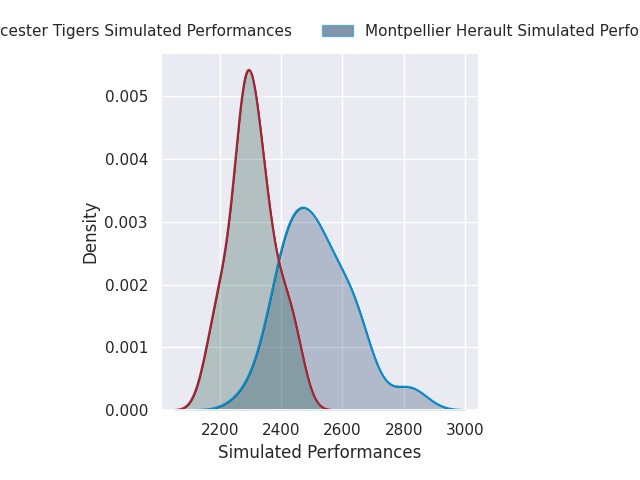 cester Tigers Simulated Performances
Montpellier Herault Simulated Perfo
0.005
0.004
0.003
0.002
0.001
0.000
Density
2200 2400 2600 2800 3000
Simulated Performances